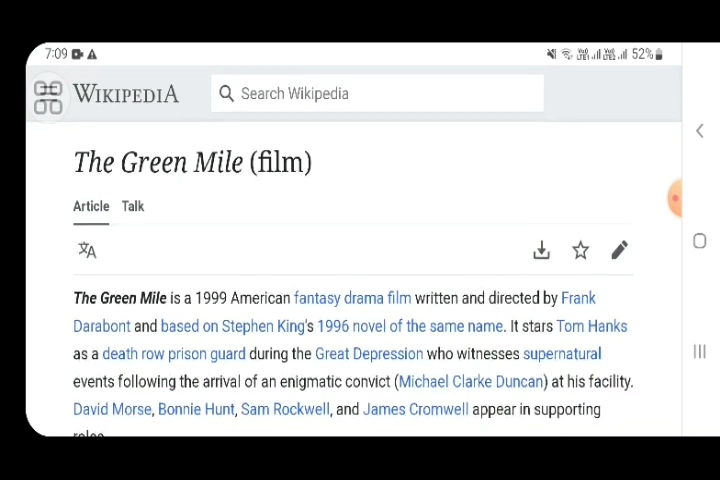 7:09
52%
WIKIPEDIA
Search Wikipedia
The Green Mile (film)
Article Talk
The Green Mile is a 1999 American fantasy drama film written and directed by Frank
Darabont and based on Stephen King's 1996 novel of the same name. It stars Tom Hanks
as a death row prison guard during the Great Depression who witnesses supernatural
events following the arrival of an enigmatic convict (Michael Clarke Duncan) at his facility.
David Morse, Bonnie Hunt, Sam Rockwell, and James Cromwell appear in supporting